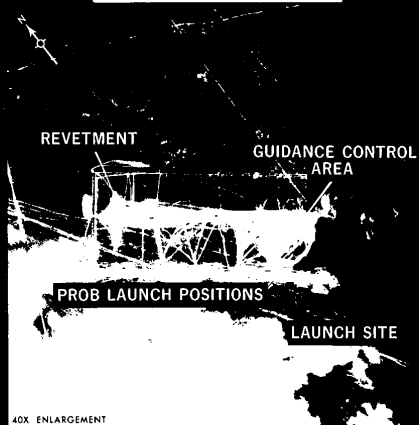 N
REVETMENT
GUIDANCE CONTROL
AREA
PROB LAUNCH POSITIONS
LAUNCH SITE
40X ENLARGEMENT